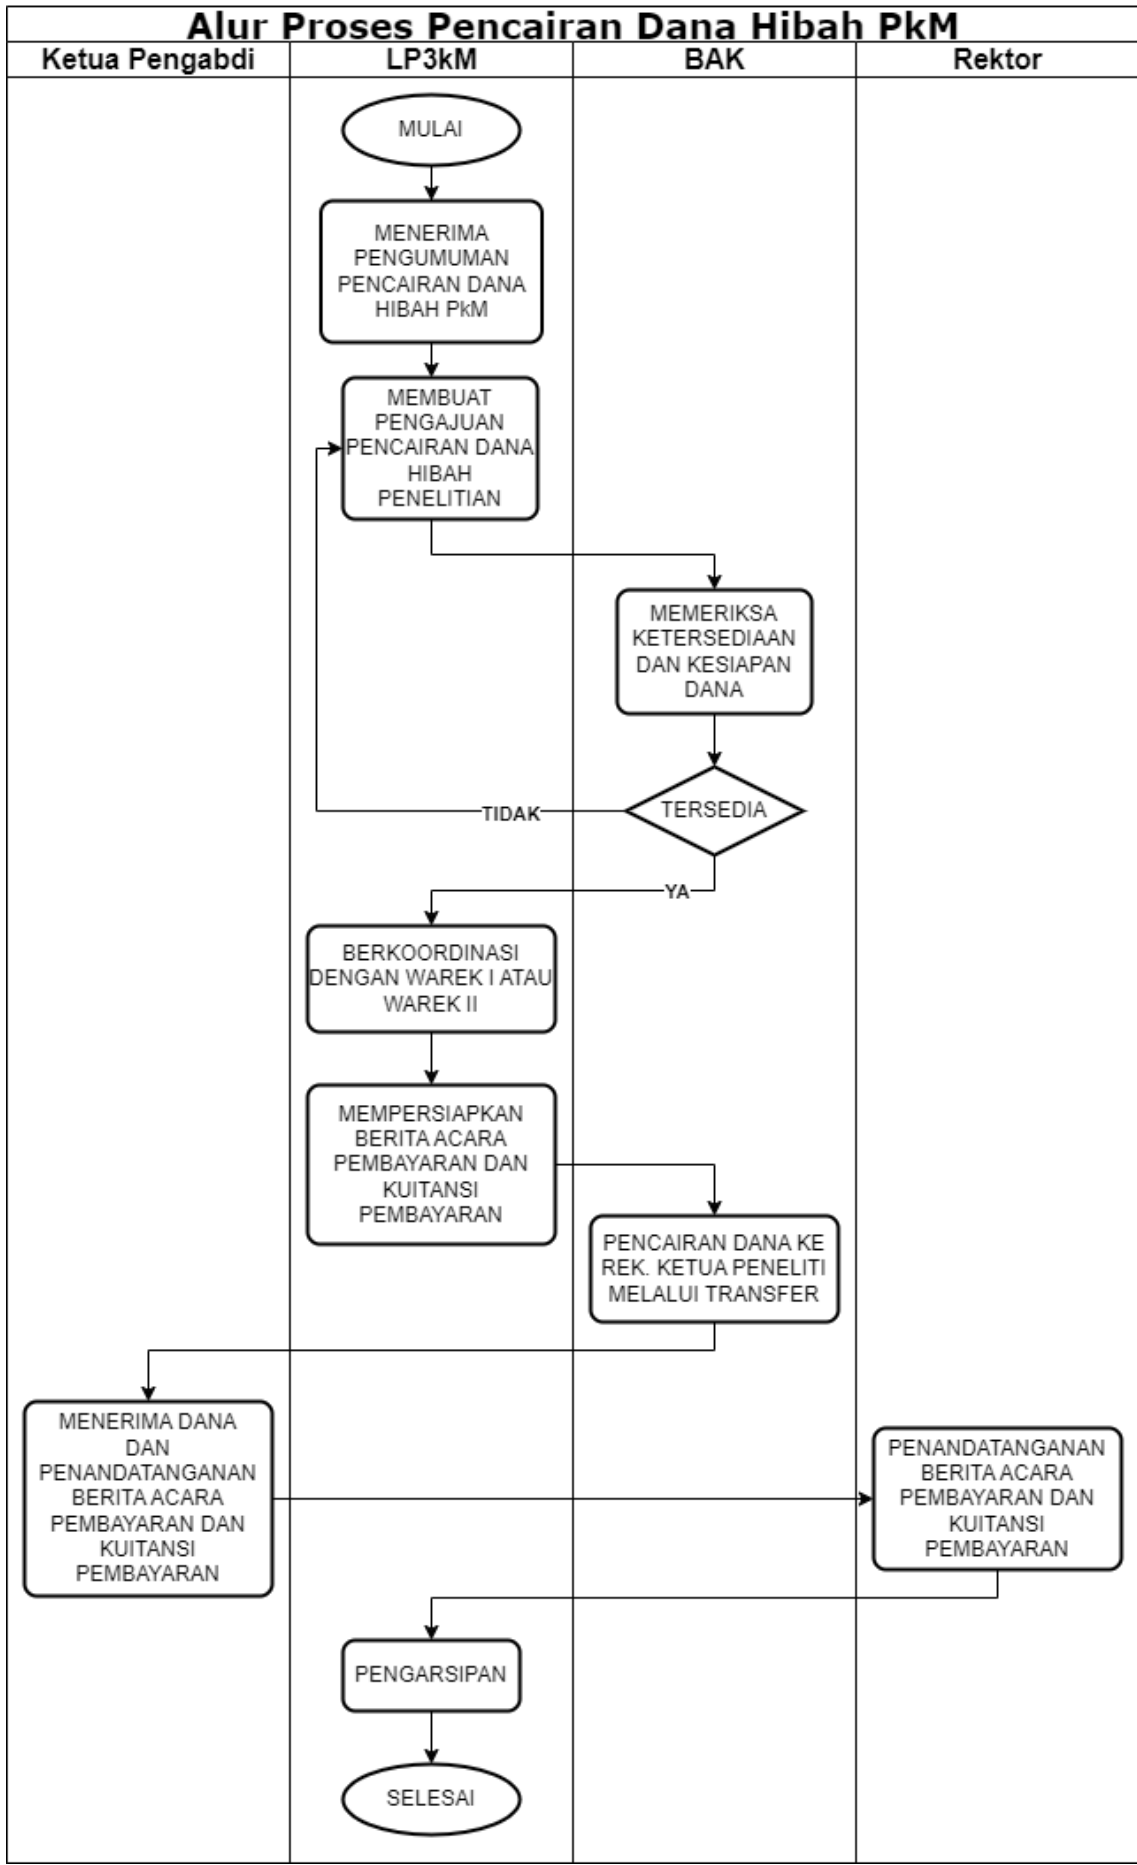 Alur Proses Pencairan Dana Hibah PkM
Ketua Pengabdi
LP3kM
BAK
Rektor
MULAI
MENERIMA
PENGUMUMAN
PENCAIRAN DANA
HIBAH PkM
MEMBUAT
PENGAJUAN
PENCAIRAN DANA
HIBAH
PENELITIAN
MEMERIKSA
KETERSEDIAAN
DAN KESIAPAN
DANA
TERSEDIA
TIDAK
YA
BERKOORDINASI
DENGAN WAREK I ATAU
WAREK II
MEMPERSIAPKAN
BERITA ACARA
PEMBAYARAN DAN
KUITANSI
PEMBAYARAN
PENCAIRAN DANA KE
REK. KETUA PENELITI
MELALUI TRANSFER
MENERIMA DANA
DAN
PENANDATANGANAN
BERITA ACARA
PEMBAYARAN DAN
KUITANSI
PEMBAYARAN
PENANDATANGANAN
BERITA ACARA
PEMBAYARAN DAN
KUITANSI
PEMBAYARAN
PENGARSIPAN
SELESAI